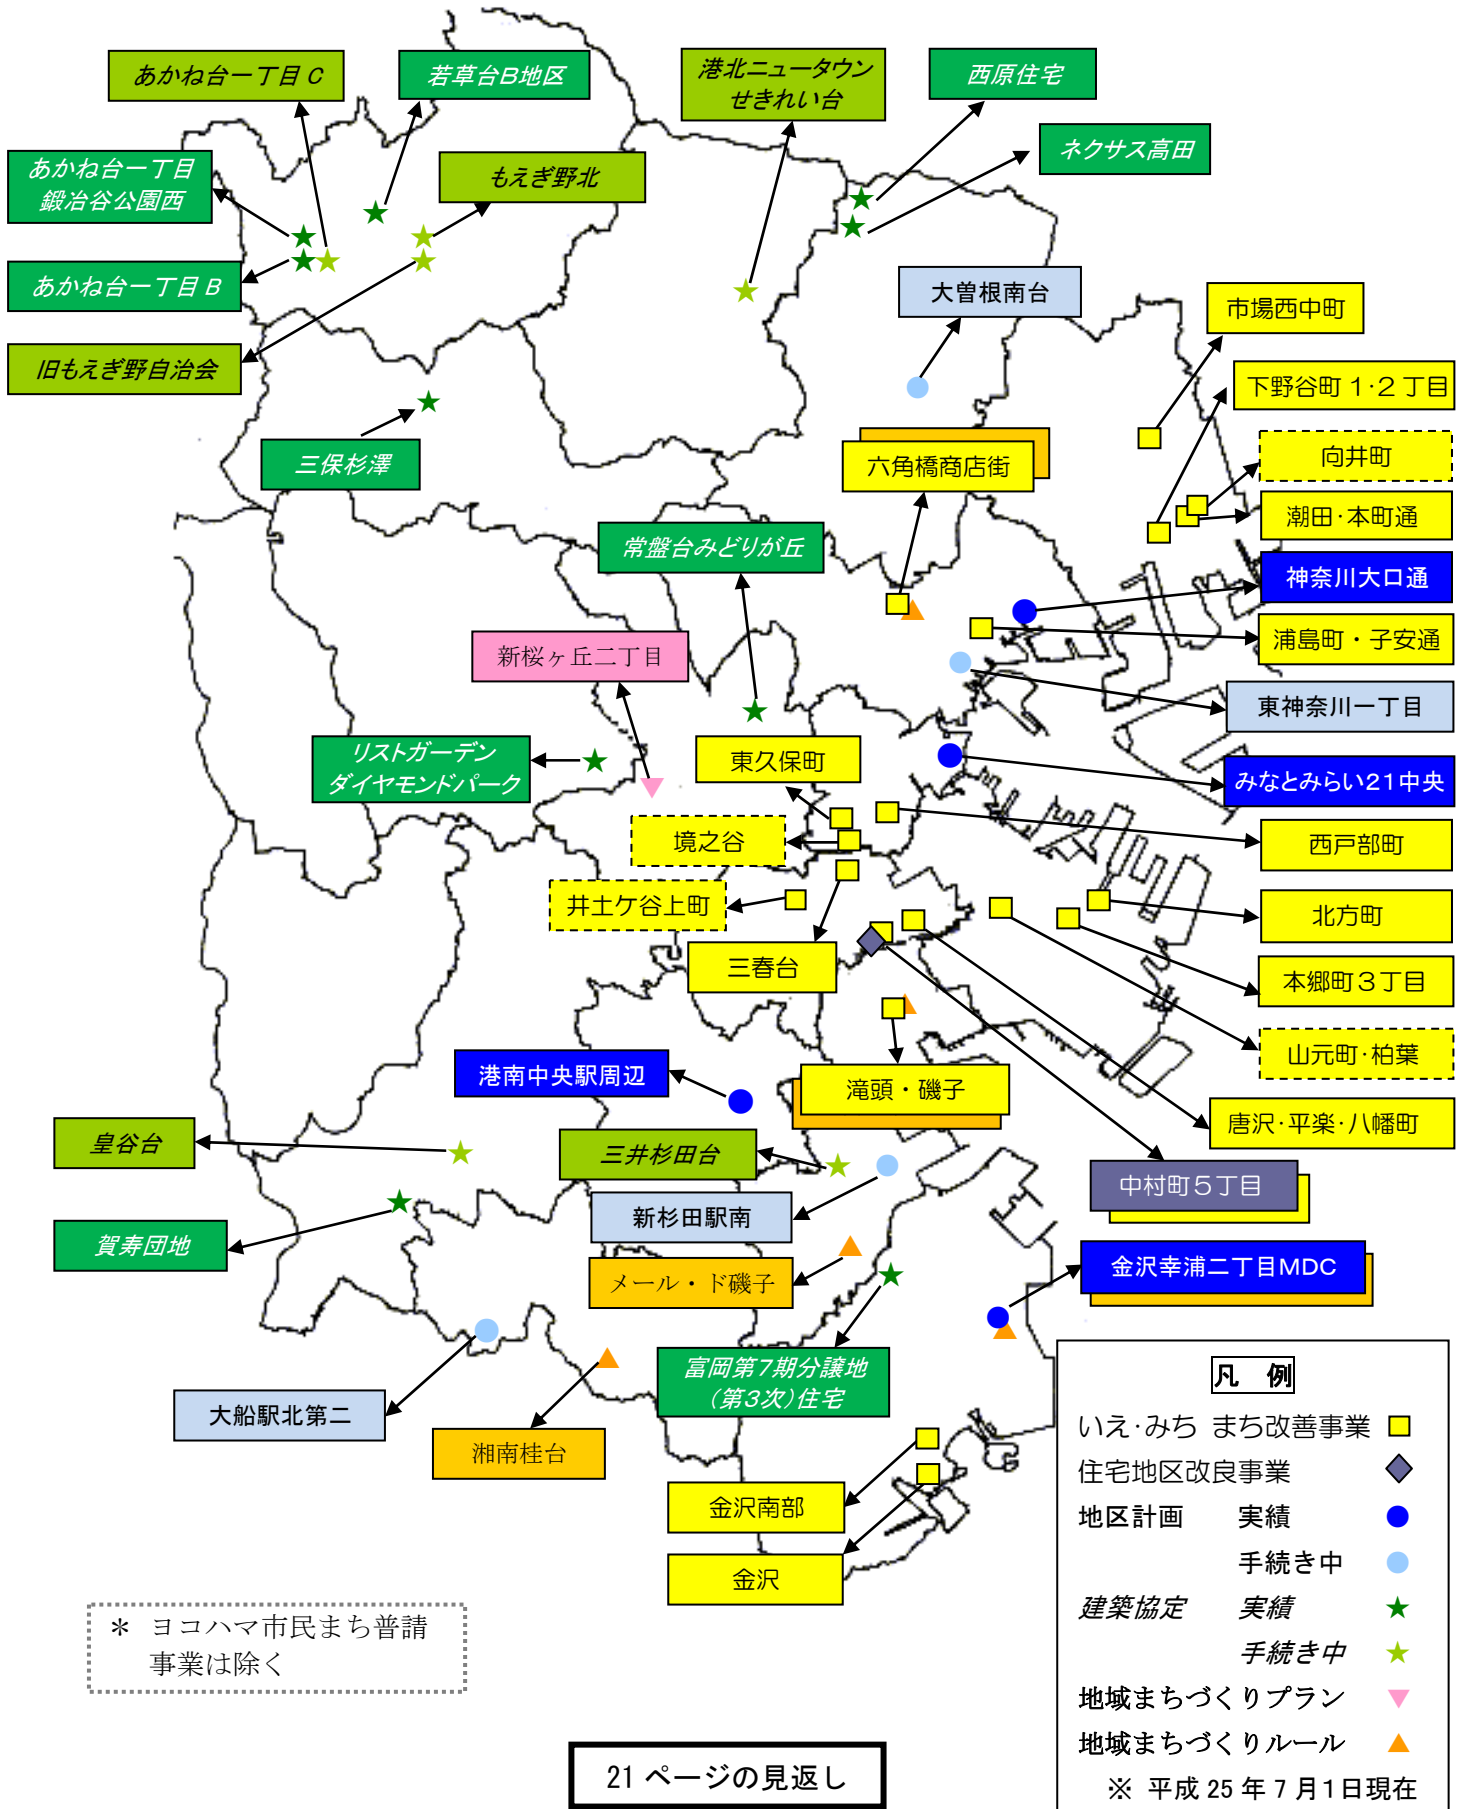 あかね台一丁目 C
若草台B地区
港北ニュータウン
せきれい台
西原住宅
ネクサス高田
あかね台一丁目
鍛冶谷公園西
もえぎ野北
あかね台一丁目 B
大曽根南台
市場西中町
旧もえぎ野自治会
下野谷町 1・2 丁目
三保杉澤
六角橋商店街
向井町
潮田・本町通
常盤台みどりが丘
神奈川大口通
浦島町・子安通
新桜ヶ丘二丁目
東神奈川一丁目
リストガーデン
ダイヤモンドパーク
東久保町
みなとみらい21中央
境之谷
西戸部町
井土ケ谷上町
北方町
三春台
本郷町３丁目
山元町・柏葉
港南中央駅周辺
滝頭・磯子
唐沢・平楽・八幡町
皇谷台
三井杉田台
中村町５丁目
新杉田駅南
賀寿団地
メール・ド磯子
金沢幸浦二丁目MDC
富岡第7期分譲地
(第3次)住宅
大船駅北第二
湘南桂台
金沢南部
金沢
凡　例
いえ・みち まち改善事業
住宅地区改良事業
地区計画　実績
手続き中
建築協定　実績
手続き中
地域まちづくりプラン
地域まちづくりルール
※ 平成 25 年 7 月1日現在
＊ ヨコハマ市民まち普請
事業は除く
21 ページの見返し